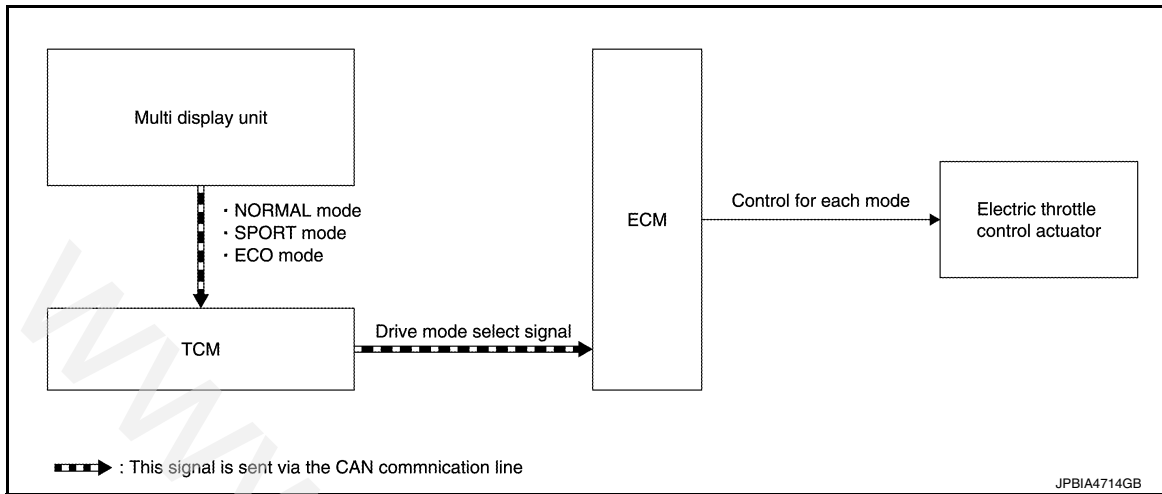 Multi display unit
· NORMAL mode
· SPORT mode
· ECO mode
TCM
Drive mode select signal
ECM
Control for each mode
Electric throttle
control actuator
: This signal is sent via the CAN commnication line
JPBIA4714GB